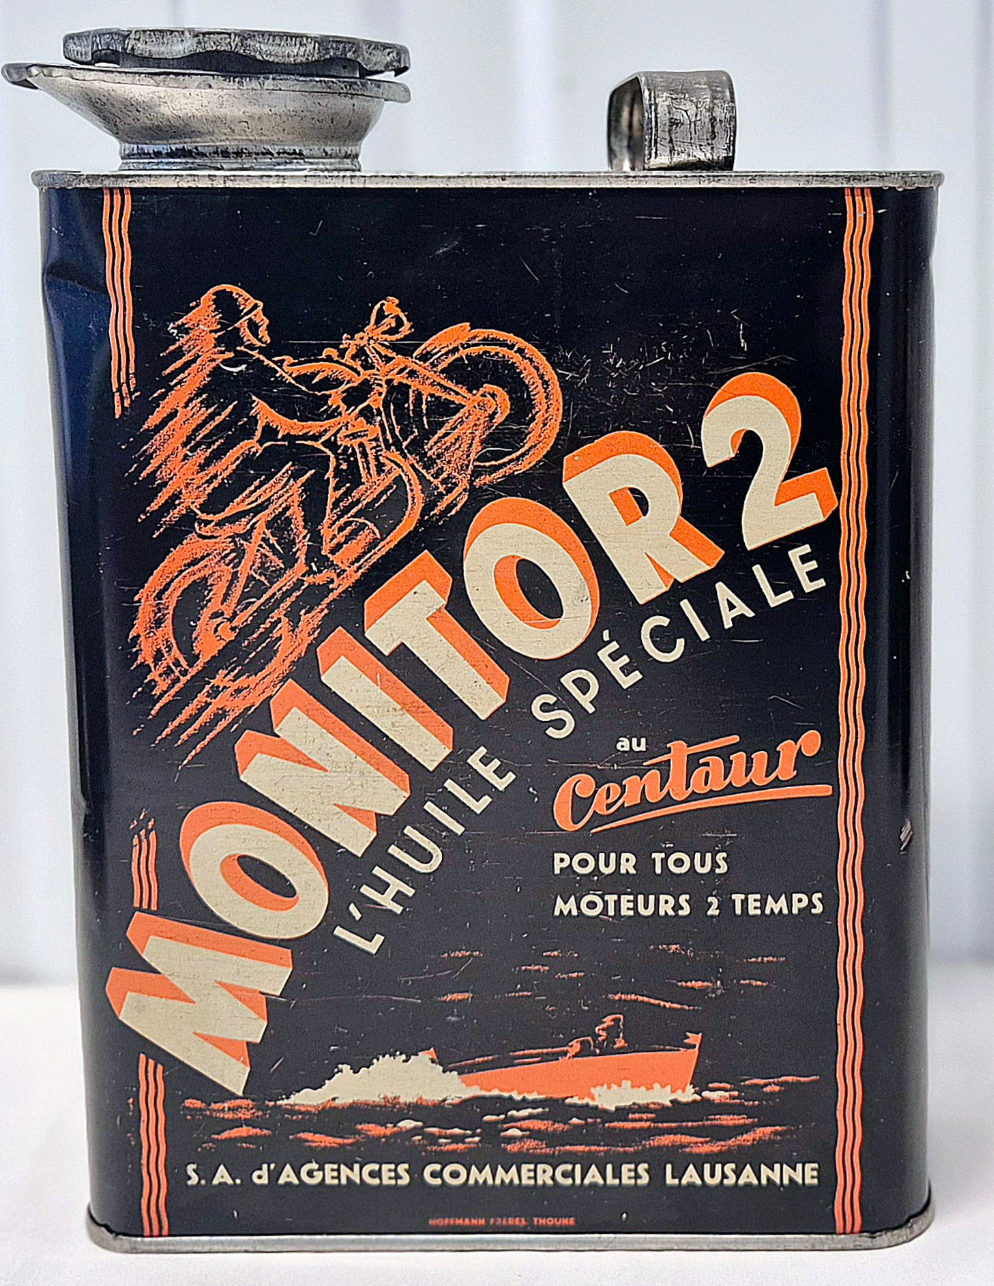 MONITOR 2
L'HUILE SPÉCIALE
au
Centaur
POUR TOUS
MOTEURS 2 TEMPS
S.A. d'AGENCES COMMERCIALES LAUSANNE
HOFFMANN FRÈRES, THOUNE